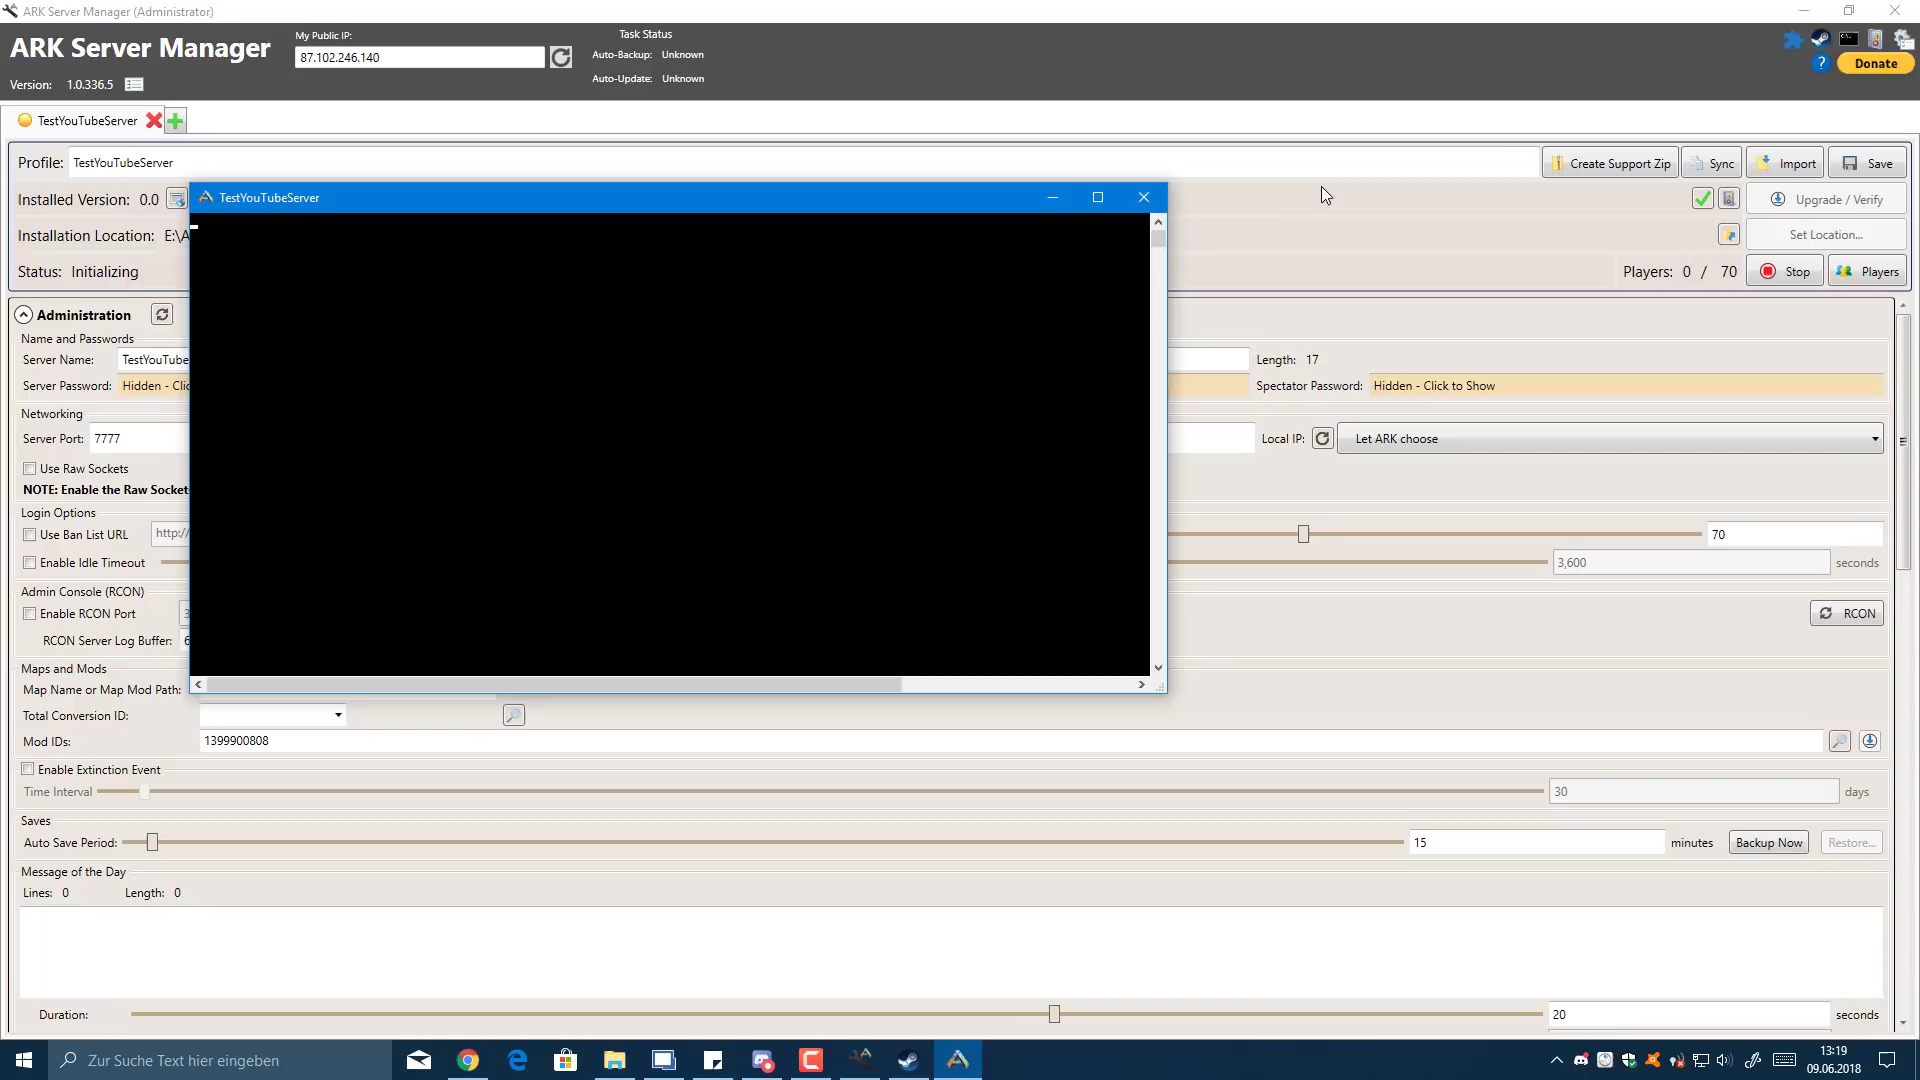 ARK Server Manager (Administrator)
ARK Server Manager
My Public IP:
87.102.246.140
Task Status
Auto-Backup: Unknown
Auto-Update: Unknown
Donate
Version: 1.0.336.5
TestYouTubeServer
Profile: TestYouTubeServer
Create Support Zip
Sync
Import
Save
Installed Version: 0.0
TestYouTubeServer
Upgrade / Verify
Installation Location: E:\A
Set Location...
Status: Initializing
Players: 0 / 70
Stop
Players
Administration
Name and Passwords
Server Name: TestYouTube
Length: 17
Server Password: Hidden - Clic
Spectator Password: Hidden - Click to Show
Networking
Server Port: 7777
Local IP:
Let ARK choose
Use Raw Sockets
NOTE: Enable the Raw Socket
Login Options
Use Ban List URL
http://
70
Enable Idle Timeout
3,600 seconds
Admin Console (RCON)
Enable RCON Port
3
RCON
RCON Server Log Buffer: 6
Maps and Mods
Map Name or Map Mod Path:
Total Conversion ID:
Mod IDs: 1399900808
Enable Extinction Event
Time Interval
30 days
Saves
Auto Save Period:
15 minutes
Backup Now
Restore...
Message of the Day
Lines: 0 Length: 0
Duration:
20 seconds
Zur Suche Text hier eingeben
13:19
09.06.2018